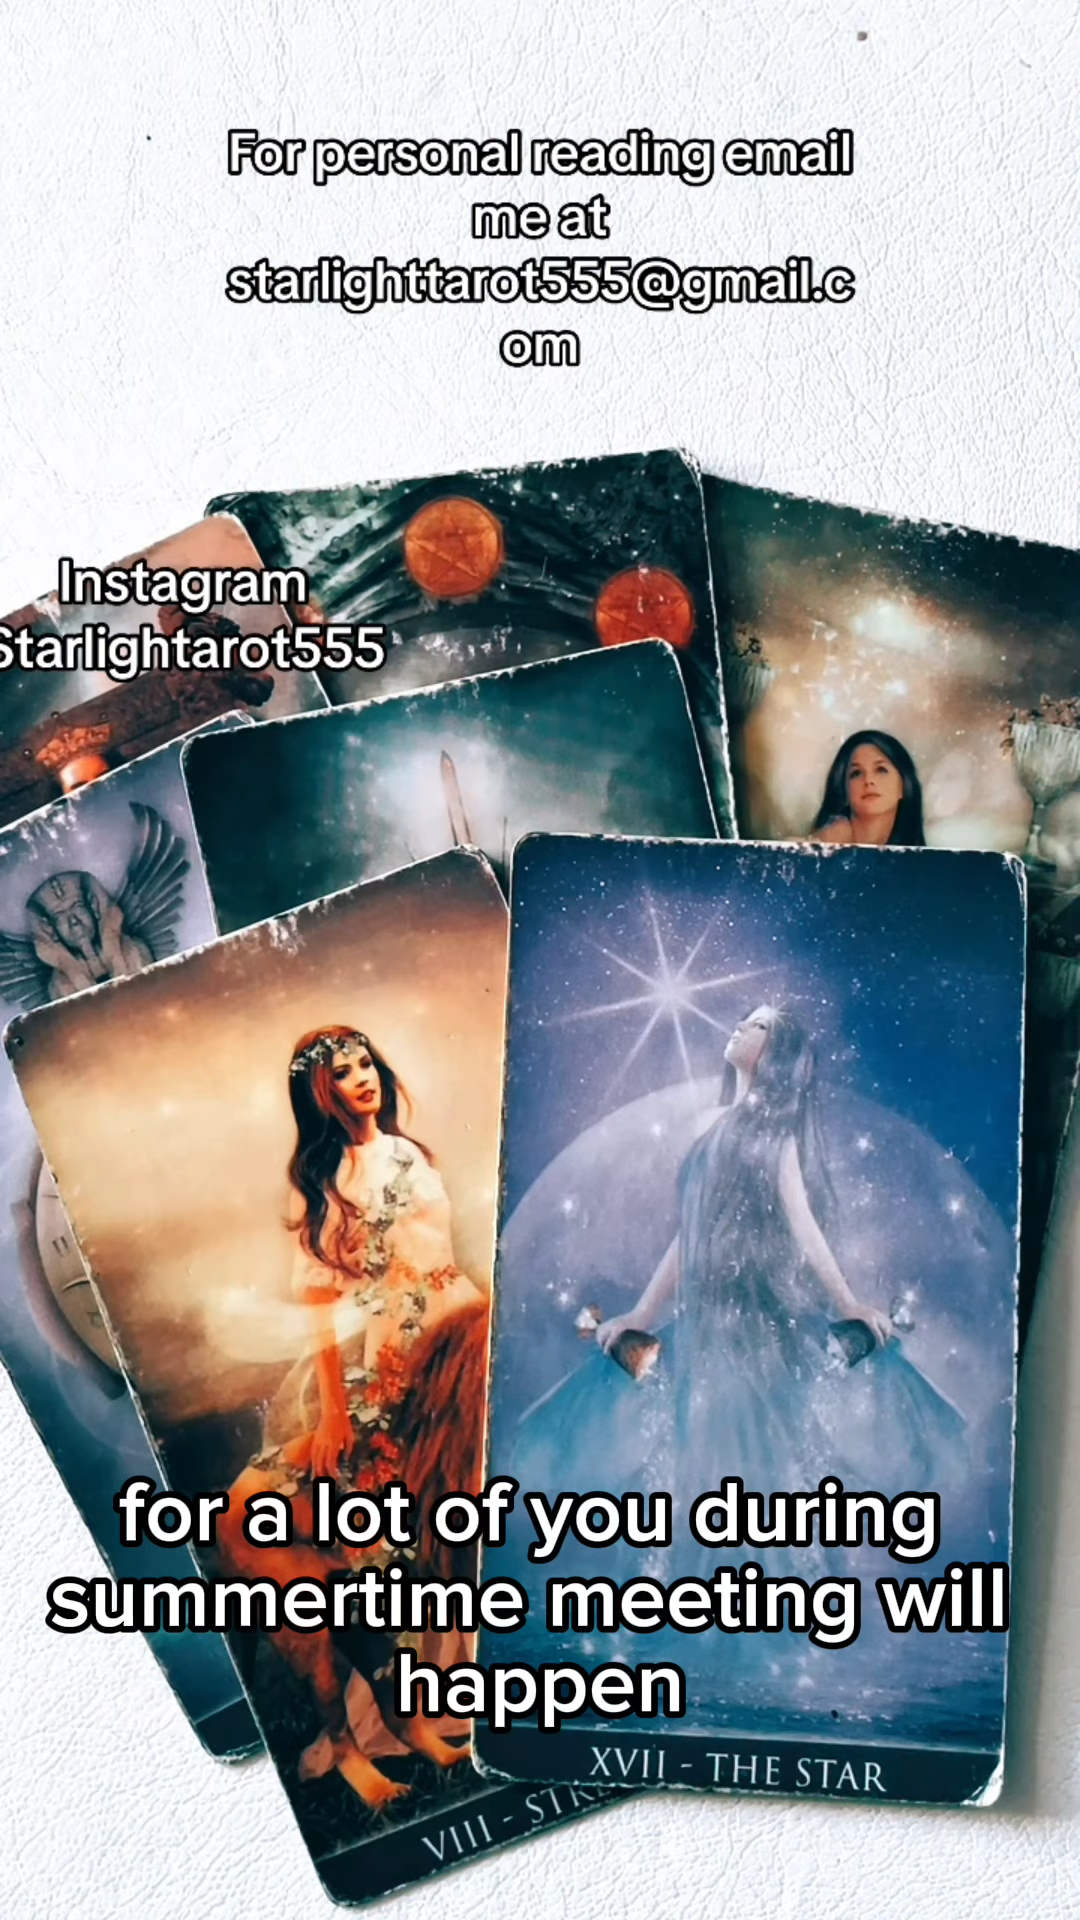 For personal reading email
me at
starlighttarot555@gmail.c
om
Instagram
Starlightarot555
for a lot of you during
summertime meeting will
happen
XVII - THE STAR
VIII - STRE